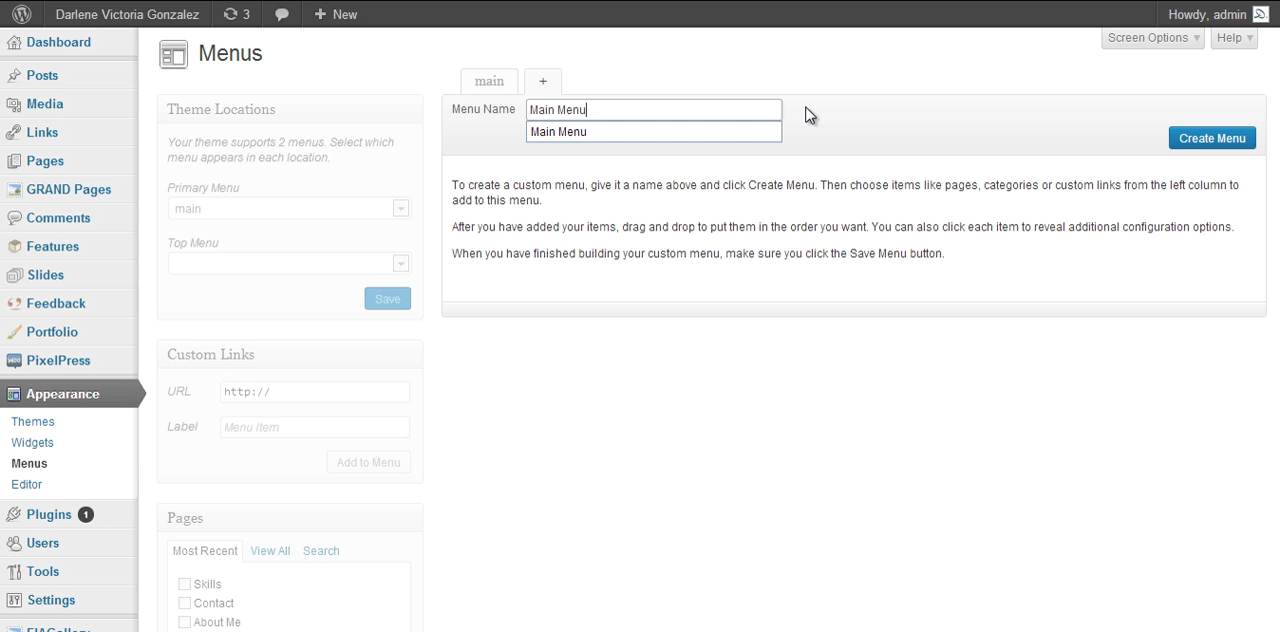 Darlene Victoria Gonzalez 3 New Howdy, admin
Screen Options Help
Dashboard
Posts
Media
Links
Pages
GRAND Pages
Comments
Features
Slides
Feedback
Portfolio
PixelPress
Appearance
Themes
Widgets
Menus
Editor
Plugins 1
Users
Tools
Settings
Menus
Theme Locations
Your theme supports 2 menus. Select which
menu appears in each location.
Primary Menu
main
Top Menu
Save
Custom Links
URL http://
Label Menu Item
Add to Menu
Pages
Most Recent View All Search
Skills
Contact
About Me
main +
Menu Name Main Menu
Main Menu
Create Menu
To create a custom menu, give it a name above and click Create Menu. Then choose items like pages, categories or custom links from the left column to
add to this menu.
After you have added your items, drag and drop to put them in the order you want. You can also click each item to reveal additional configuration options.
When you have finished building your custom menu, make sure you click the Save Menu button.